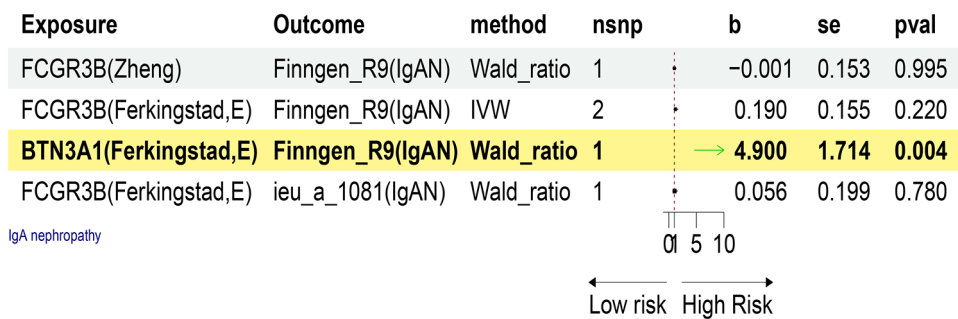 Exposure Outcome method nsnp b se pval
FCGR3B(Zheng) Finngen_R9(IgAN) Wald_ratio 1 −0.001 0.153 0.995
FCGR3B(Ferkingstad,E) Finngen_R9(IgAN) IVW 2 0.190 0.155 0.220
BTN3A1(Ferkingstad,E) Finngen_R9(IgAN) Wald_ratio 1 4.900 1.714 0.004
FCGR3B(Ferkingstad,E) ieu_a_1081(IgAN) Wald_ratio 1 0.056 0.199 0.780
IgA nephropathy
0 1 5 10
Low risk High Risk